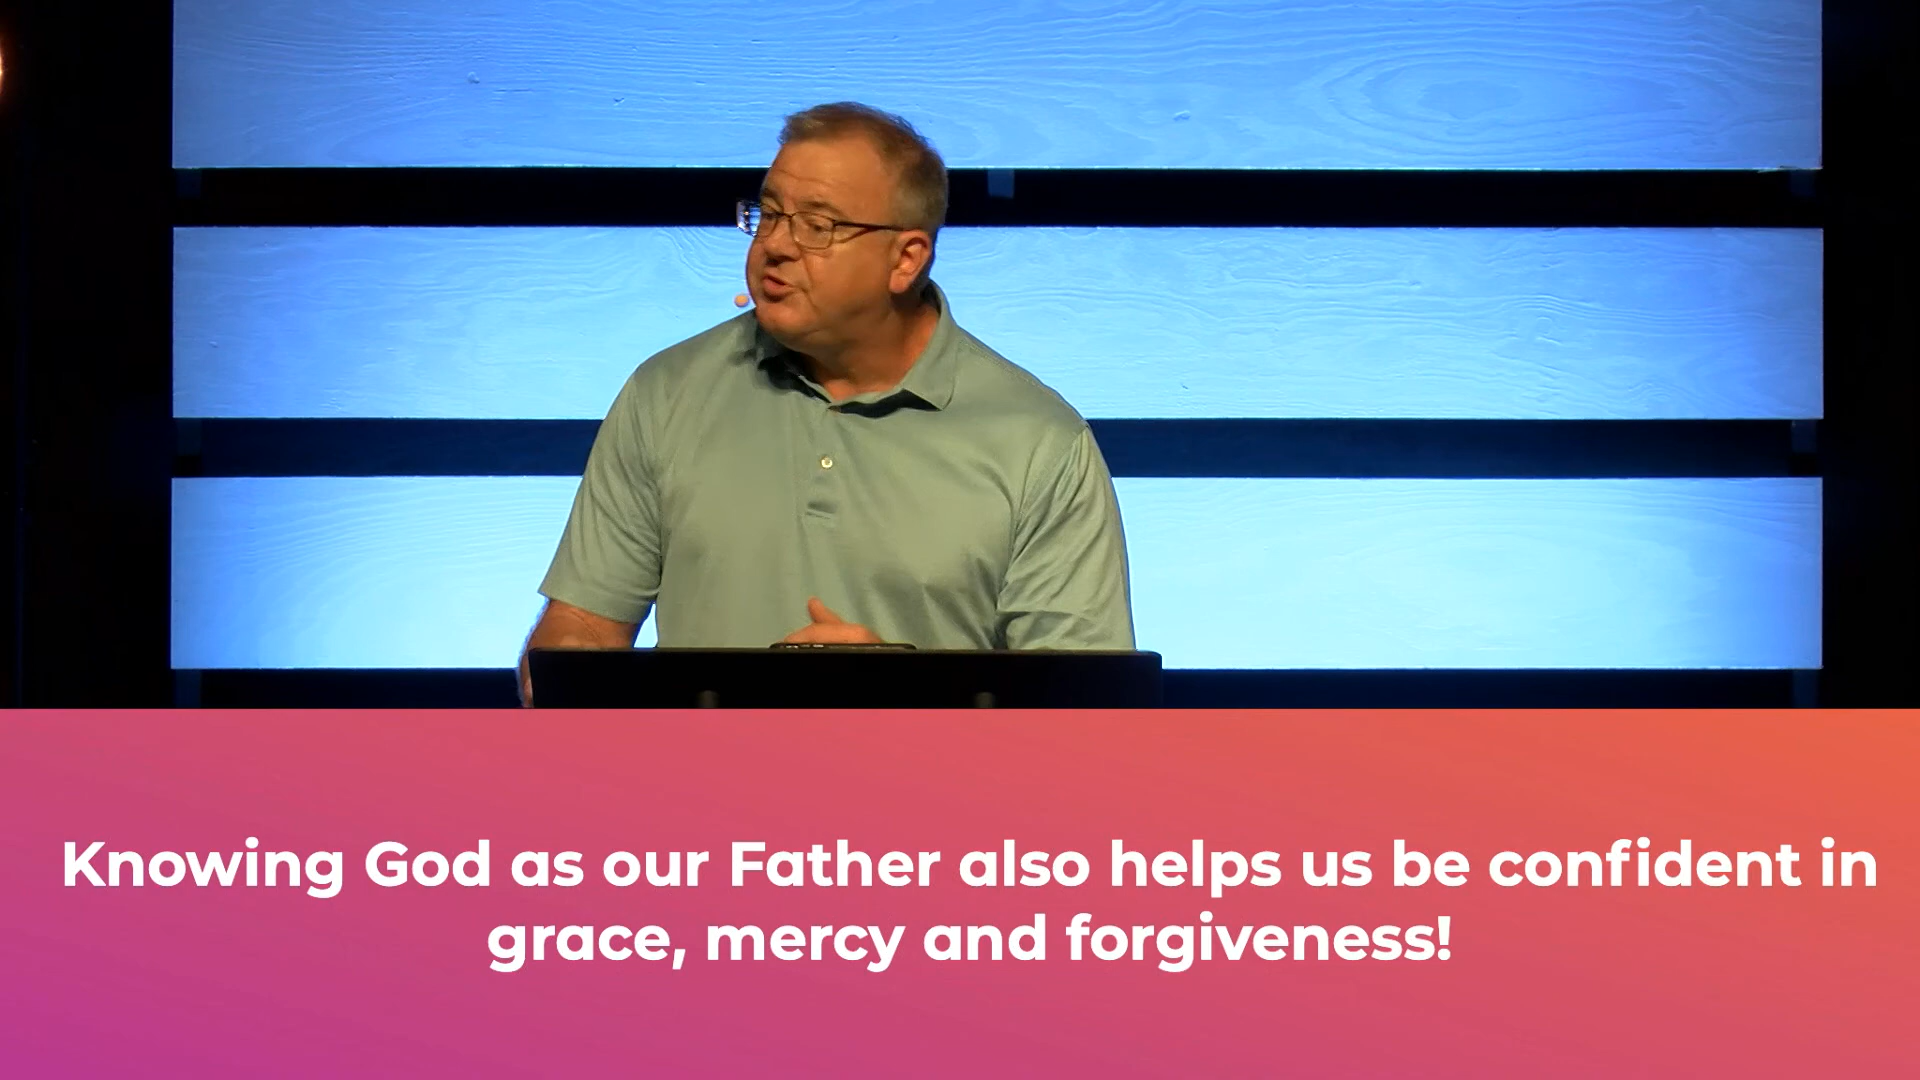 Knowing God as our Father also helps us be confident in
grace, mercy and forgiveness!